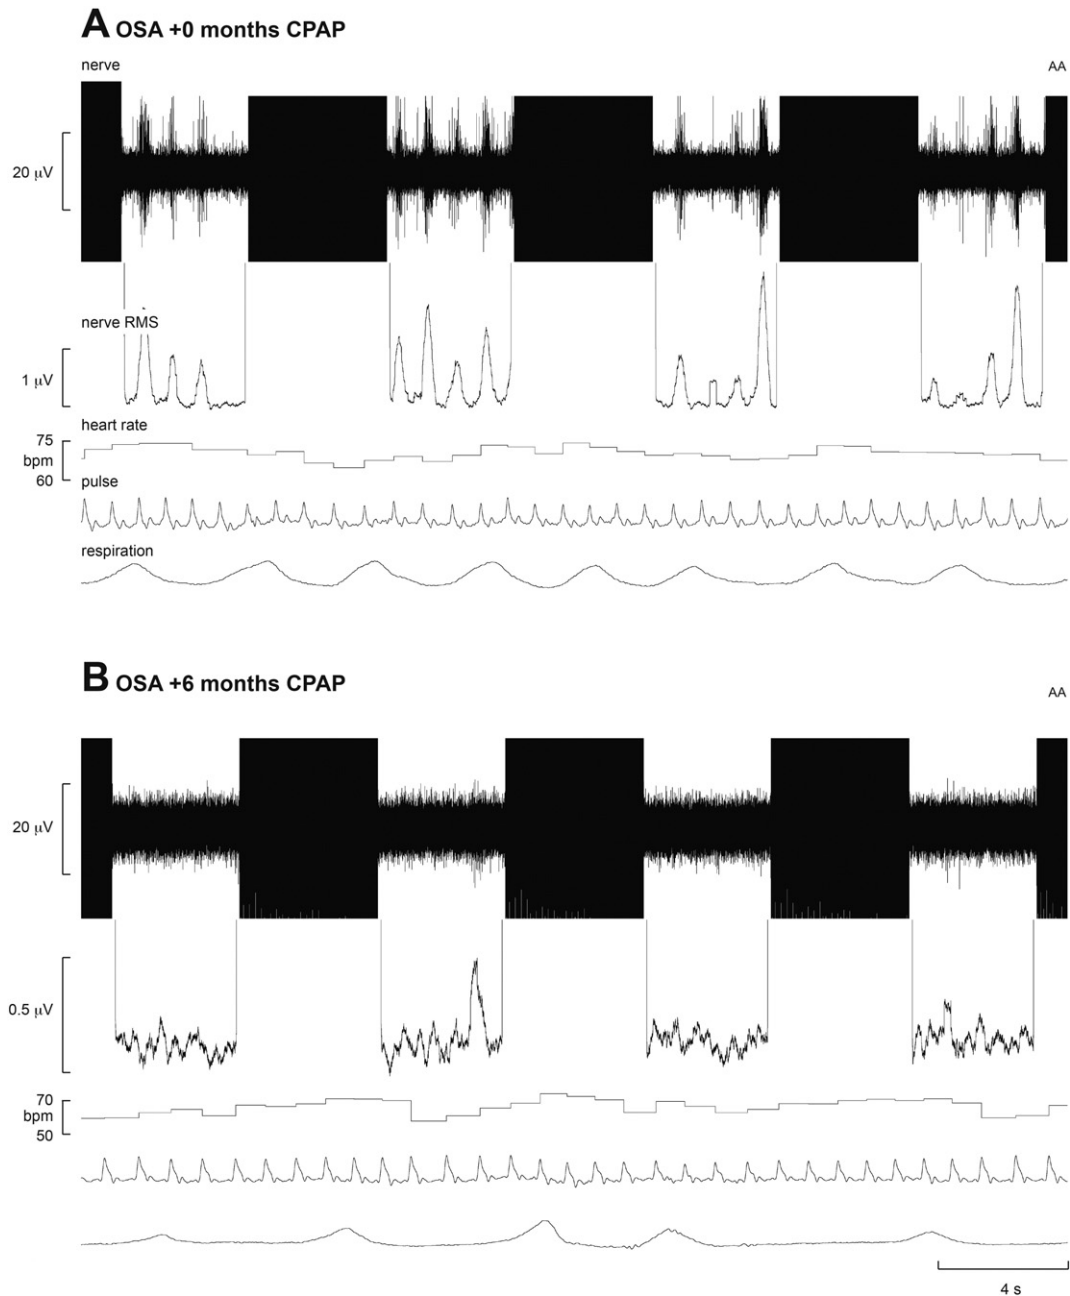 A OSA +0 months CPAP
nerve
AA
20 µV
nerve RMS
1 µV
heart rate
75
bpm
60
pulse
respiration
B OSA +6 months CPAP
AA
20 µV
0.5 µV
70
bpm
50
4 s